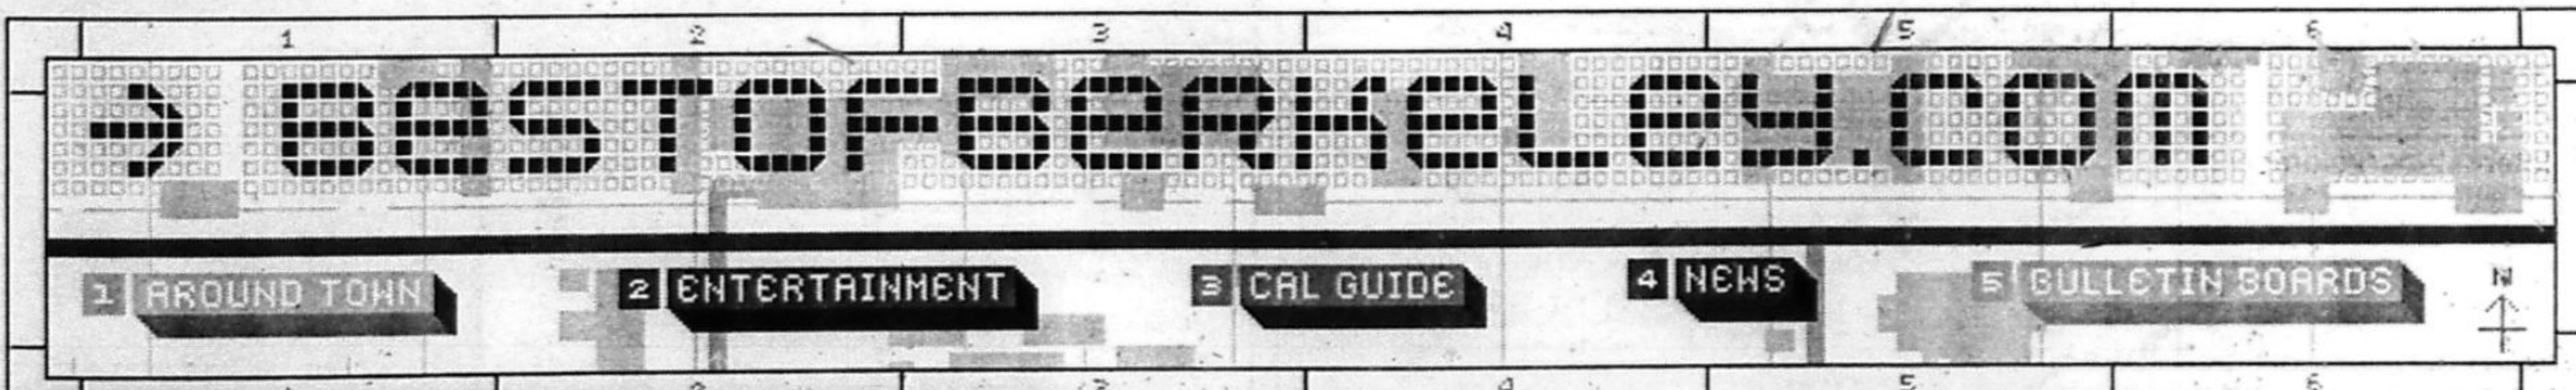 1 2 3 4 5 6
→ BeSTOFBeRKeLey.COM
1 AROUND TOWN 2 ENTERTAINMENT 3 CAL GUIDE 4 NEWS 5 BULLETIN BOARDS N
2 3 4 5 6